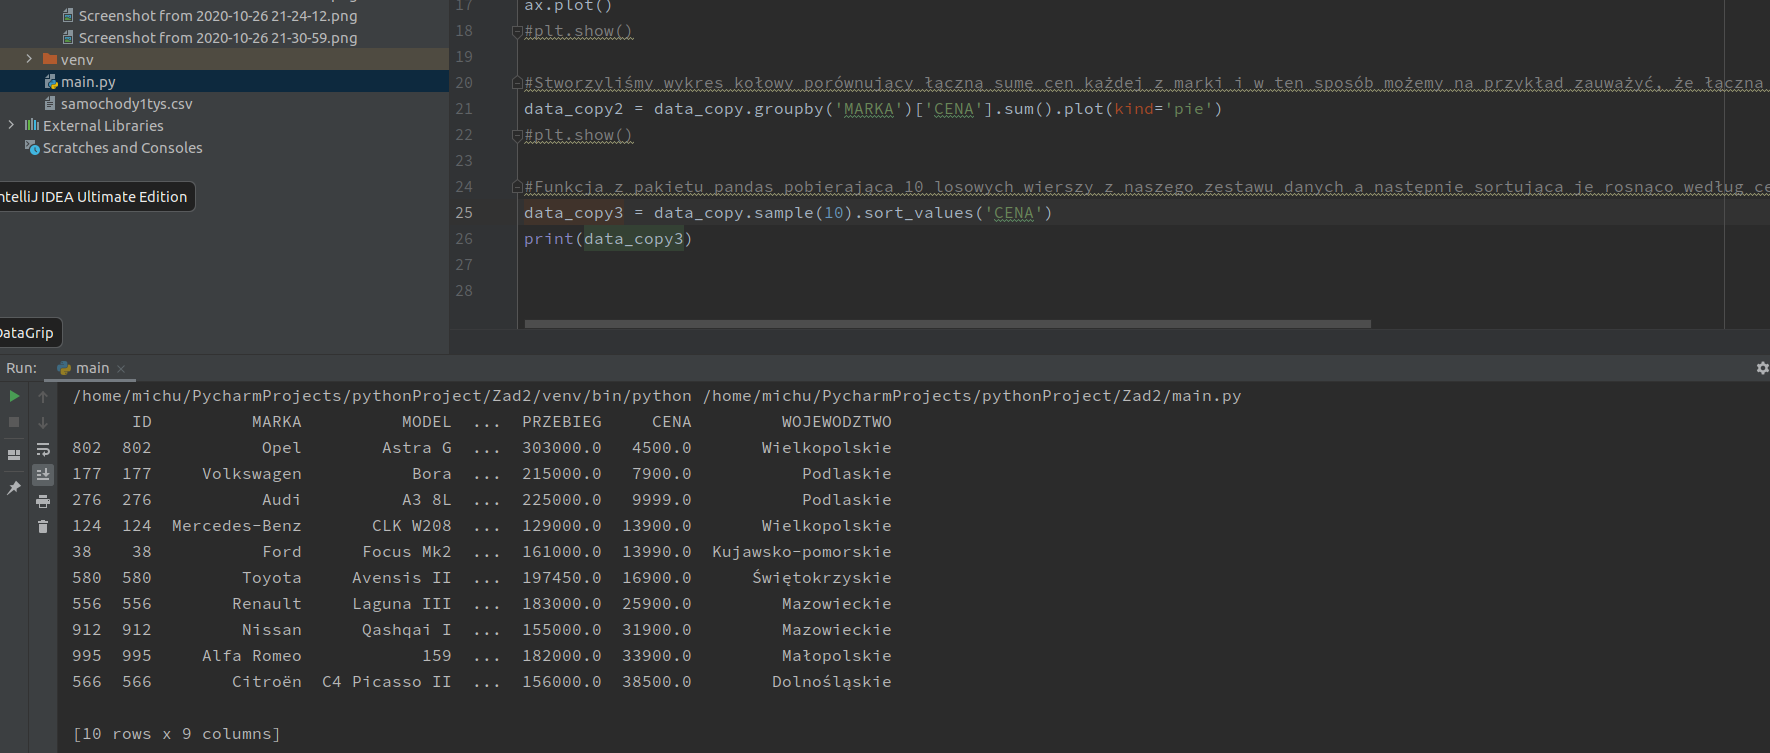 Screenshot from 2020-10-26 21-24-12.png
Screenshot from 2020-10-26 21-30-59.png
venv
main.py
samochody1tys.csv
External Libraries
Scratches and Consoles
ntelliJ IDEA Ultimate Edition
DataGrip
17 ax.plot()
18 #plt.show()
19
20 #Stworzyliśmy wykres kołowy porównujący łączną sumę cen każdej z marki i w ten sposób możemy na przykład zauważyć, że łączna
21 data_copy2 = data_copy.groupby('MARKA')['CENA'].sum().plot(kind='pie')
22 #plt.show()
23
24 #Funkcja z pakietu pandas pobierająca 10 losowych wierszy z naszego zestawu danych a następnie sortująca je rosnąco według ce
25 data_copy3 = data_copy.sample(10).sort_values('CENA')
26 print(data_copy3)
27
28
Run: main
/home/michu/PycharmProjects/pythonProject/Zad2/venv/bin/python /home/michu/PycharmProjects/pythonProject/Zad2/main.py
ID MARKA MODEL ... PRZEBIEG CENA WOJEWODZTWO
802 802 Opel Astra G ... 303000.0 4500.0 Wielkopolskie
177 177 Volkswagen Bora ... 215000.0 7900.0 Podlaskie
276 276 Audi A3 8L ... 225000.0 9999.0 Podlaskie
124 124 Mercedes-Benz CLK W208 ... 129000.0 13900.0 Wielkopolskie
38 38 Ford Focus Mk2 ... 161000.0 13990.0 Kujawsko-pomorskie
580 580 Toyota Avensis II ... 197450.0 16900.0 Świętokrzyskie
556 556 Renault Laguna III ... 183000.0 25900.0 Mazowieckie
912 912 Nissan Qashqai I ... 155000.0 31900.0 Mazowieckie
995 995 Alfa Romeo 159 ... 182000.0 33900.0 Małopolskie
566 566 Citroën C4 Picasso II ... 156000.0 38500.0 Dolnośląskie
[10 rows x 9 columns]